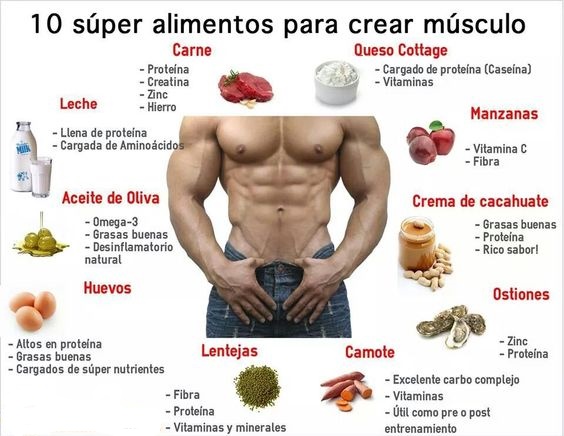 10 súper alimentos para crear músculo
Carne
- Proteína
- Creatina
- Zinc
- Hierro
Queso Cottage
- Cargado de proteína (Caseína)
- Vitaminas
Leche
- Llena de proteína
- Cargada de Aminoácidos
Manzanas
- Vitamina C
- Fibra
Aceite de Oliva
- Omega-3
- Grasas buenas
- Desinflamatorio
natural
Crema de cacahuate
- Grasas buenas
- Proteína
- Rico sabor!
Huevos
- Altos en proteína
- Grasas buenas
- Cargados de súper nutrientes
Ostiones
- Zinc
- Proteína
Lentejas
- Fibra
- Proteína
- Vitaminas y minerales
Camote
- Excelente carbo complejo
- Vitaminas
- Útil como pre o post
entrenamiento
Milk